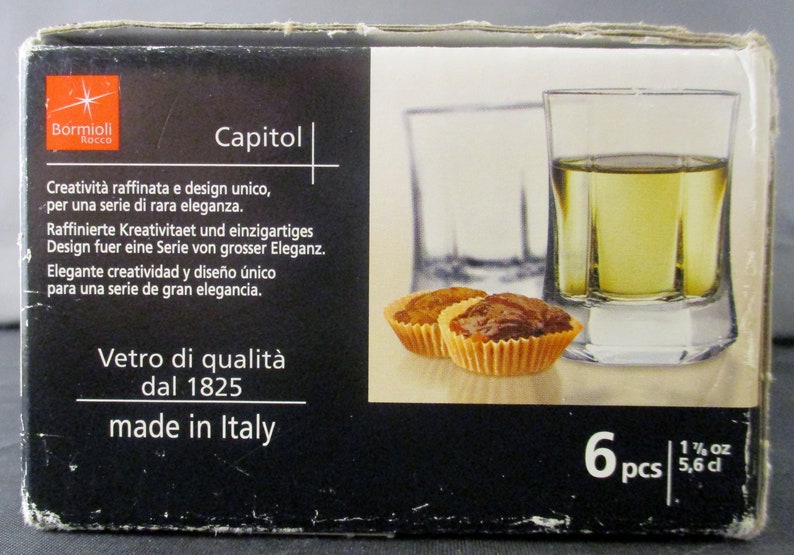 Bormioli
Rocco
Capitol
Creatività raffinata e design unico,
per una serie di rara eleganza.
Raffinierte Kreativitaet und einzigartiges
Design fuer eine Serie von grosser Eleganz.
Elegante creatividad y diseño único
para una serie de gran elegancia.
Vetro di qualità
dal 1825
made in Italy
6 pcs
1 ⅞ oz
5,6 cl